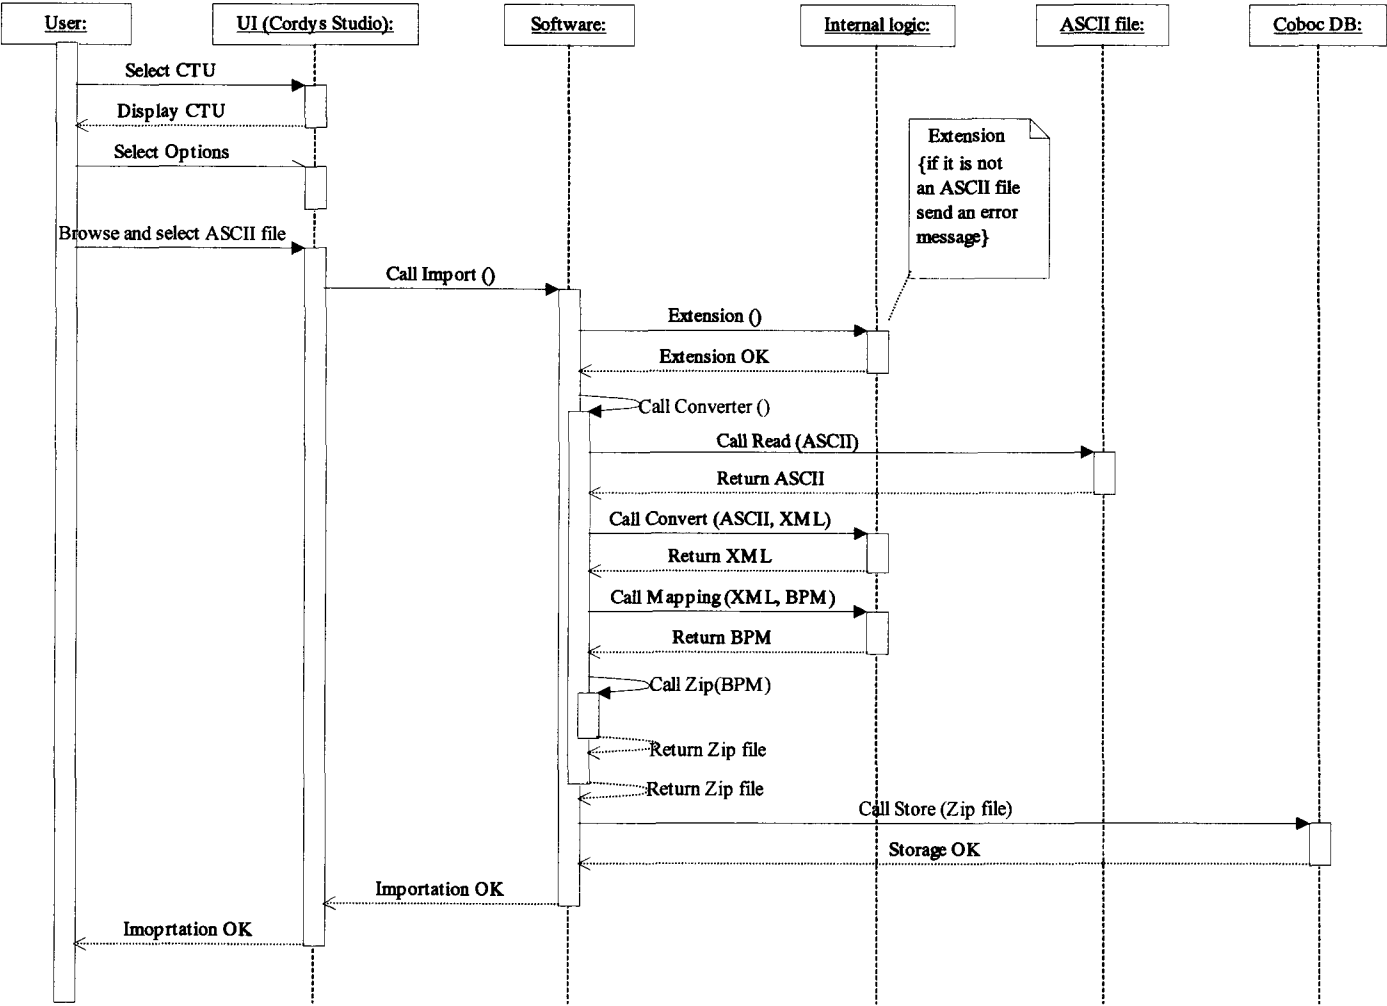 User:
UI (Cordys Studio):
Software:
Internal logic:
ASCII file:
Coboc DB:
Select CTU
Display CTU
Select Options
Extension
{if it is not
an ASCII file
send an error
message}
Browse and select ASCII file
Call Import ()
Extension ()
Extension OK
Call Converter ()
Call Read (ASCII)
Return ASCII
Call Convert (ASCII, XML)
Return XML
Call Mapping (XML, BPM)
Return BPM
Call Zip(BPM)
Return Zip file
Return Zip file
Call Store (Zip file)
Storage OK
Importation OK
Imoprtation OK